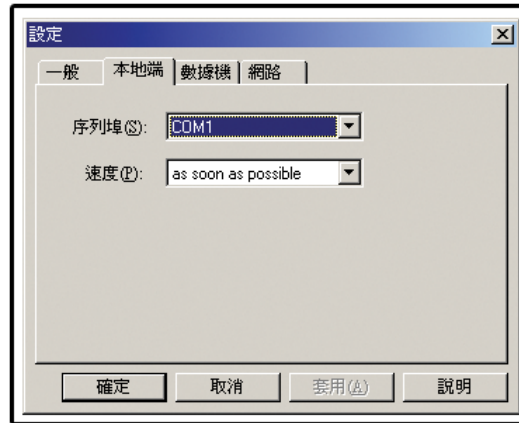 設定
一般 本地端 數據機 網路
序列埠(S): COM1
速度(P): as soon as possible
確定 取消 套用(A) 說明